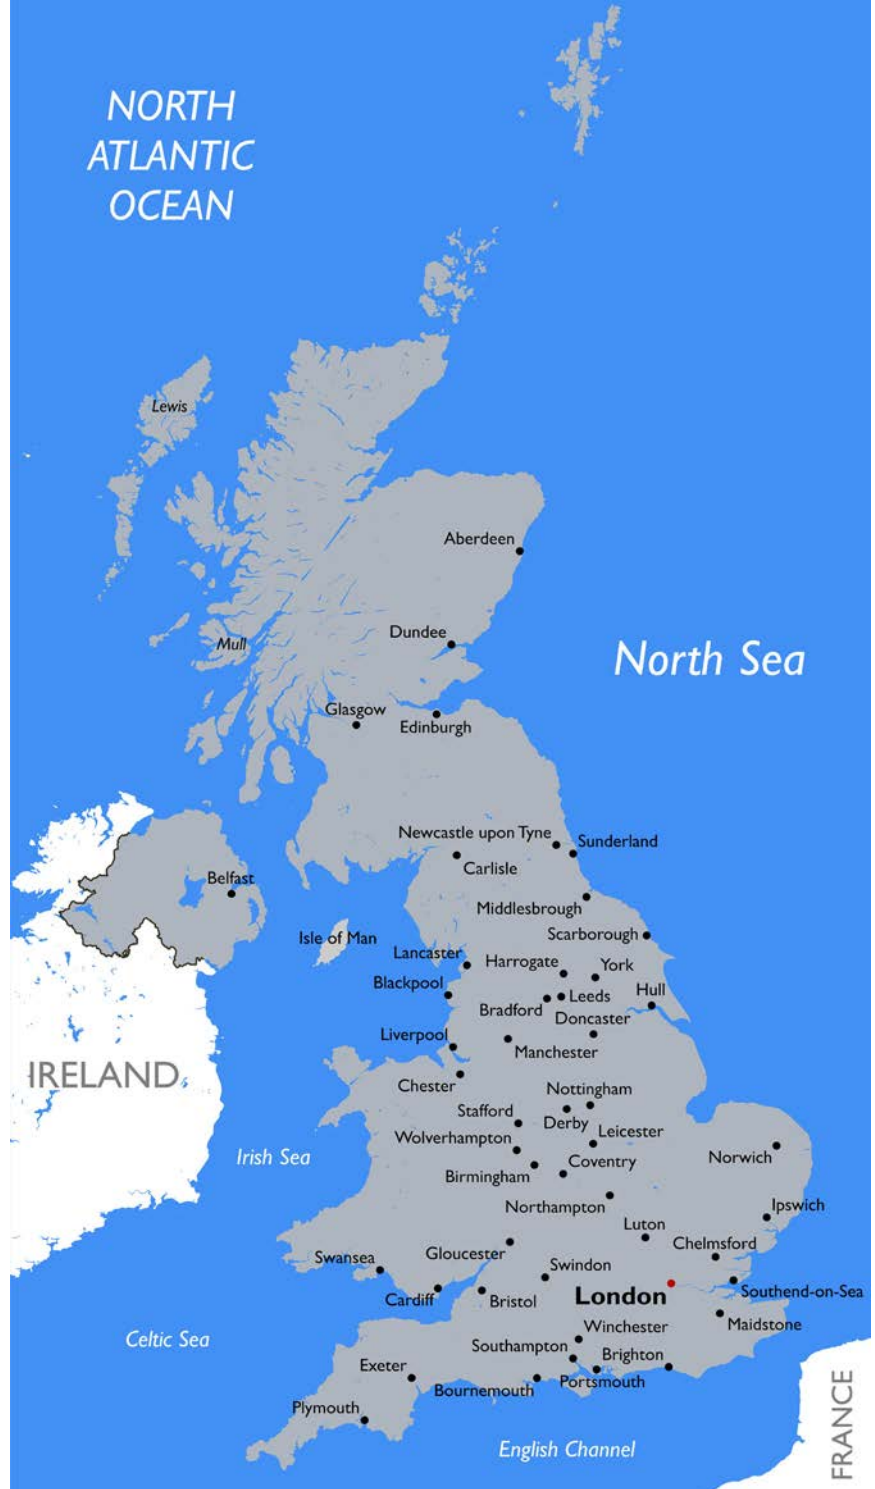 NORTH
ATLANTIC
OCEAN
Lewis
Aberdeen
Dundee
Mull
North Sea
Glasgow
Edinburgh
Newcastle upon Tyne
Sunderland
Carlisle
Belfast
Middlesbrough
Scarborough
Isle of Man
Lancaster
Harrogate
York
Blackpool
Hull
Bradford
Leeds
Doncaster
Liverpool
Manchester
IRELAND
Chester
Nottingham
Stafford
Derby
Leicester
Wolverhampton
Norwich
Irish Sea
Coventry
Birmingham
Northampton
Ipswich
Luton
Gloucester
Chelmsford
Swansea
Swindon
Southend-on-Sea
Cardiff
Bristol
London
Maidstone
Celtic Sea
Winchester
Southampton
Brighton
Exeter
Portsmouth
Bournemouth
Plymouth
FRANCE
English Channel